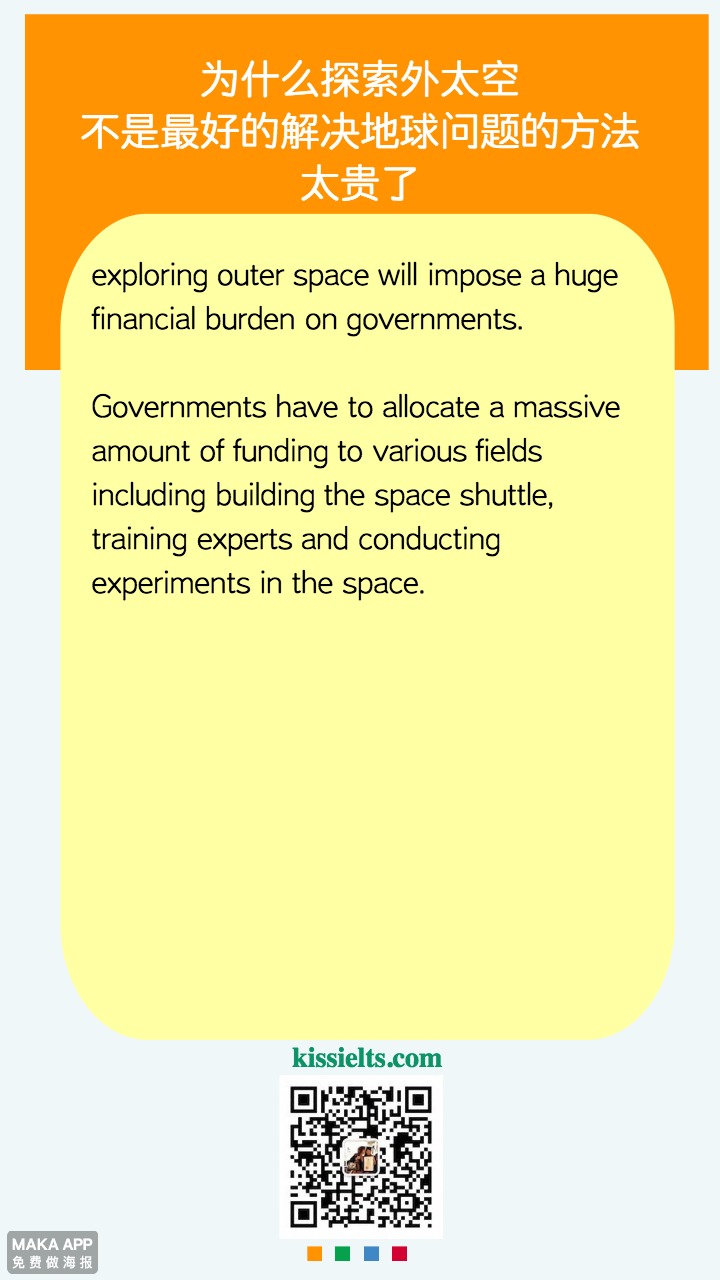 为什么探索外太空
不是最好的解决地球问题的方法
太贵了
exploring outer space will impose a huge
financial burden on governments.
Governments have to allocate a massive
amount of funding to various fields
including building the space shuttle,
training experts and conducting
experiments in the space.
kissielts.com
MAKA APP
免费做海报